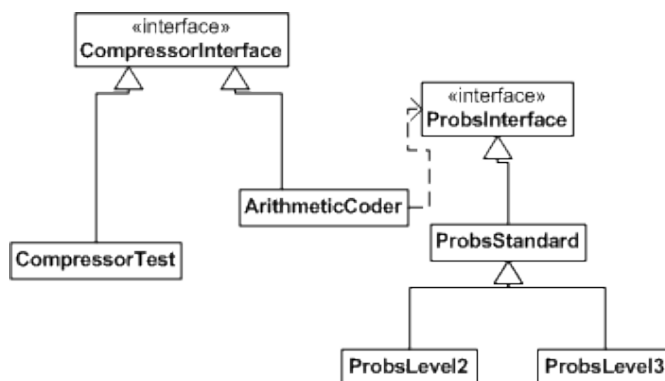 «interface»
CompressorInterface
«interface»
ProbsInterface
ArithmeticCoder
ProbsStandard
CompressorTest
ProbsLevel2
ProbsLevel3